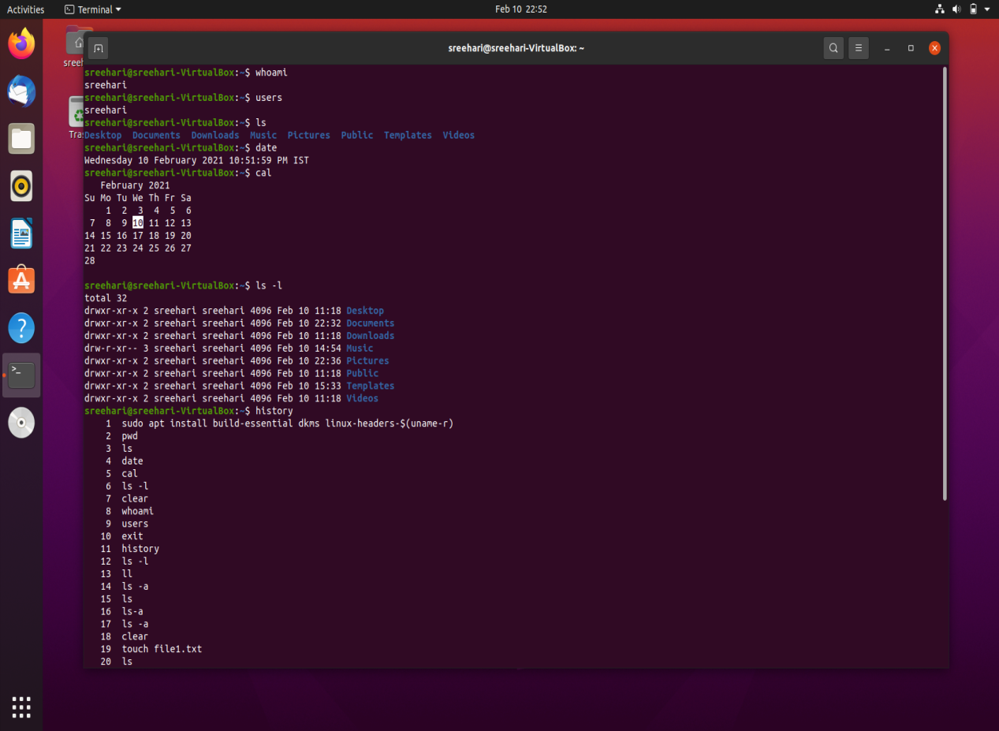 Activities Terminal Feb 10 22:52
sreehari@sreehari-VirtualBox: ~
sreeh
Tras
sreehari@sreehari-VirtualBox:~$ whoami
sreehari
sreehari@sreehari-VirtualBox:~$ users
sreehari
sreehari@sreehari-VirtualBox:~$ ls
Desktop  Documents  Downloads  Music  Pictures  Public  Templates  Videos
sreehari@sreehari-VirtualBox:~$ date
Wednesday 10 February 2021 10:51:59 PM IST
sreehari@sreehari-VirtualBox:~$ cal
   February 2021
Su Mo Tu We Th Fr Sa
    1  2  3  4  5  6
 7  8  9 10 11 12 13
14 15 16 17 18 19 20
21 22 23 24 25 26 27
28
sreehari@sreehari-VirtualBox:~$ ls -l
total 32
drwxr-xr-x 2 sreehari sreehari 4096 Feb 10 11:18 Desktop
drwxr-xr-x 2 sreehari sreehari 4096 Feb 10 22:32 Documents
drwxr-xr-x 2 sreehari sreehari 4096 Feb 10 11:18 Downloads
drw-r-xr-- 3 sreehari sreehari 4096 Feb 10 14:54 Music
drwxr-xr-x 2 sreehari sreehari 4096 Feb 10 22:36 Pictures
drwxr-xr-x 2 sreehari sreehari 4096 Feb 10 11:18 Public
drwxr-xr-x 2 sreehari sreehari 4096 Feb 10 15:33 Templates
drwxr-xr-x 2 sreehari sreehari 4096 Feb 10 11:18 Videos
sreehari@sreehari-VirtualBox:~$ history
    1  sudo apt install build-essential dkms linux-headers-$(uname-r)
    2  pwd
    3  ls
    4  date
    5  cal
    6  ls -l
    7  clear
    8  whoami
    9  users
   10  exit
   11  history
   12  ls -l
   13  ll
   14  ls -a
   15  ls
   16  ls-a
   17  ls -a
   18  clear
   19  touch file1.txt
   20  ls